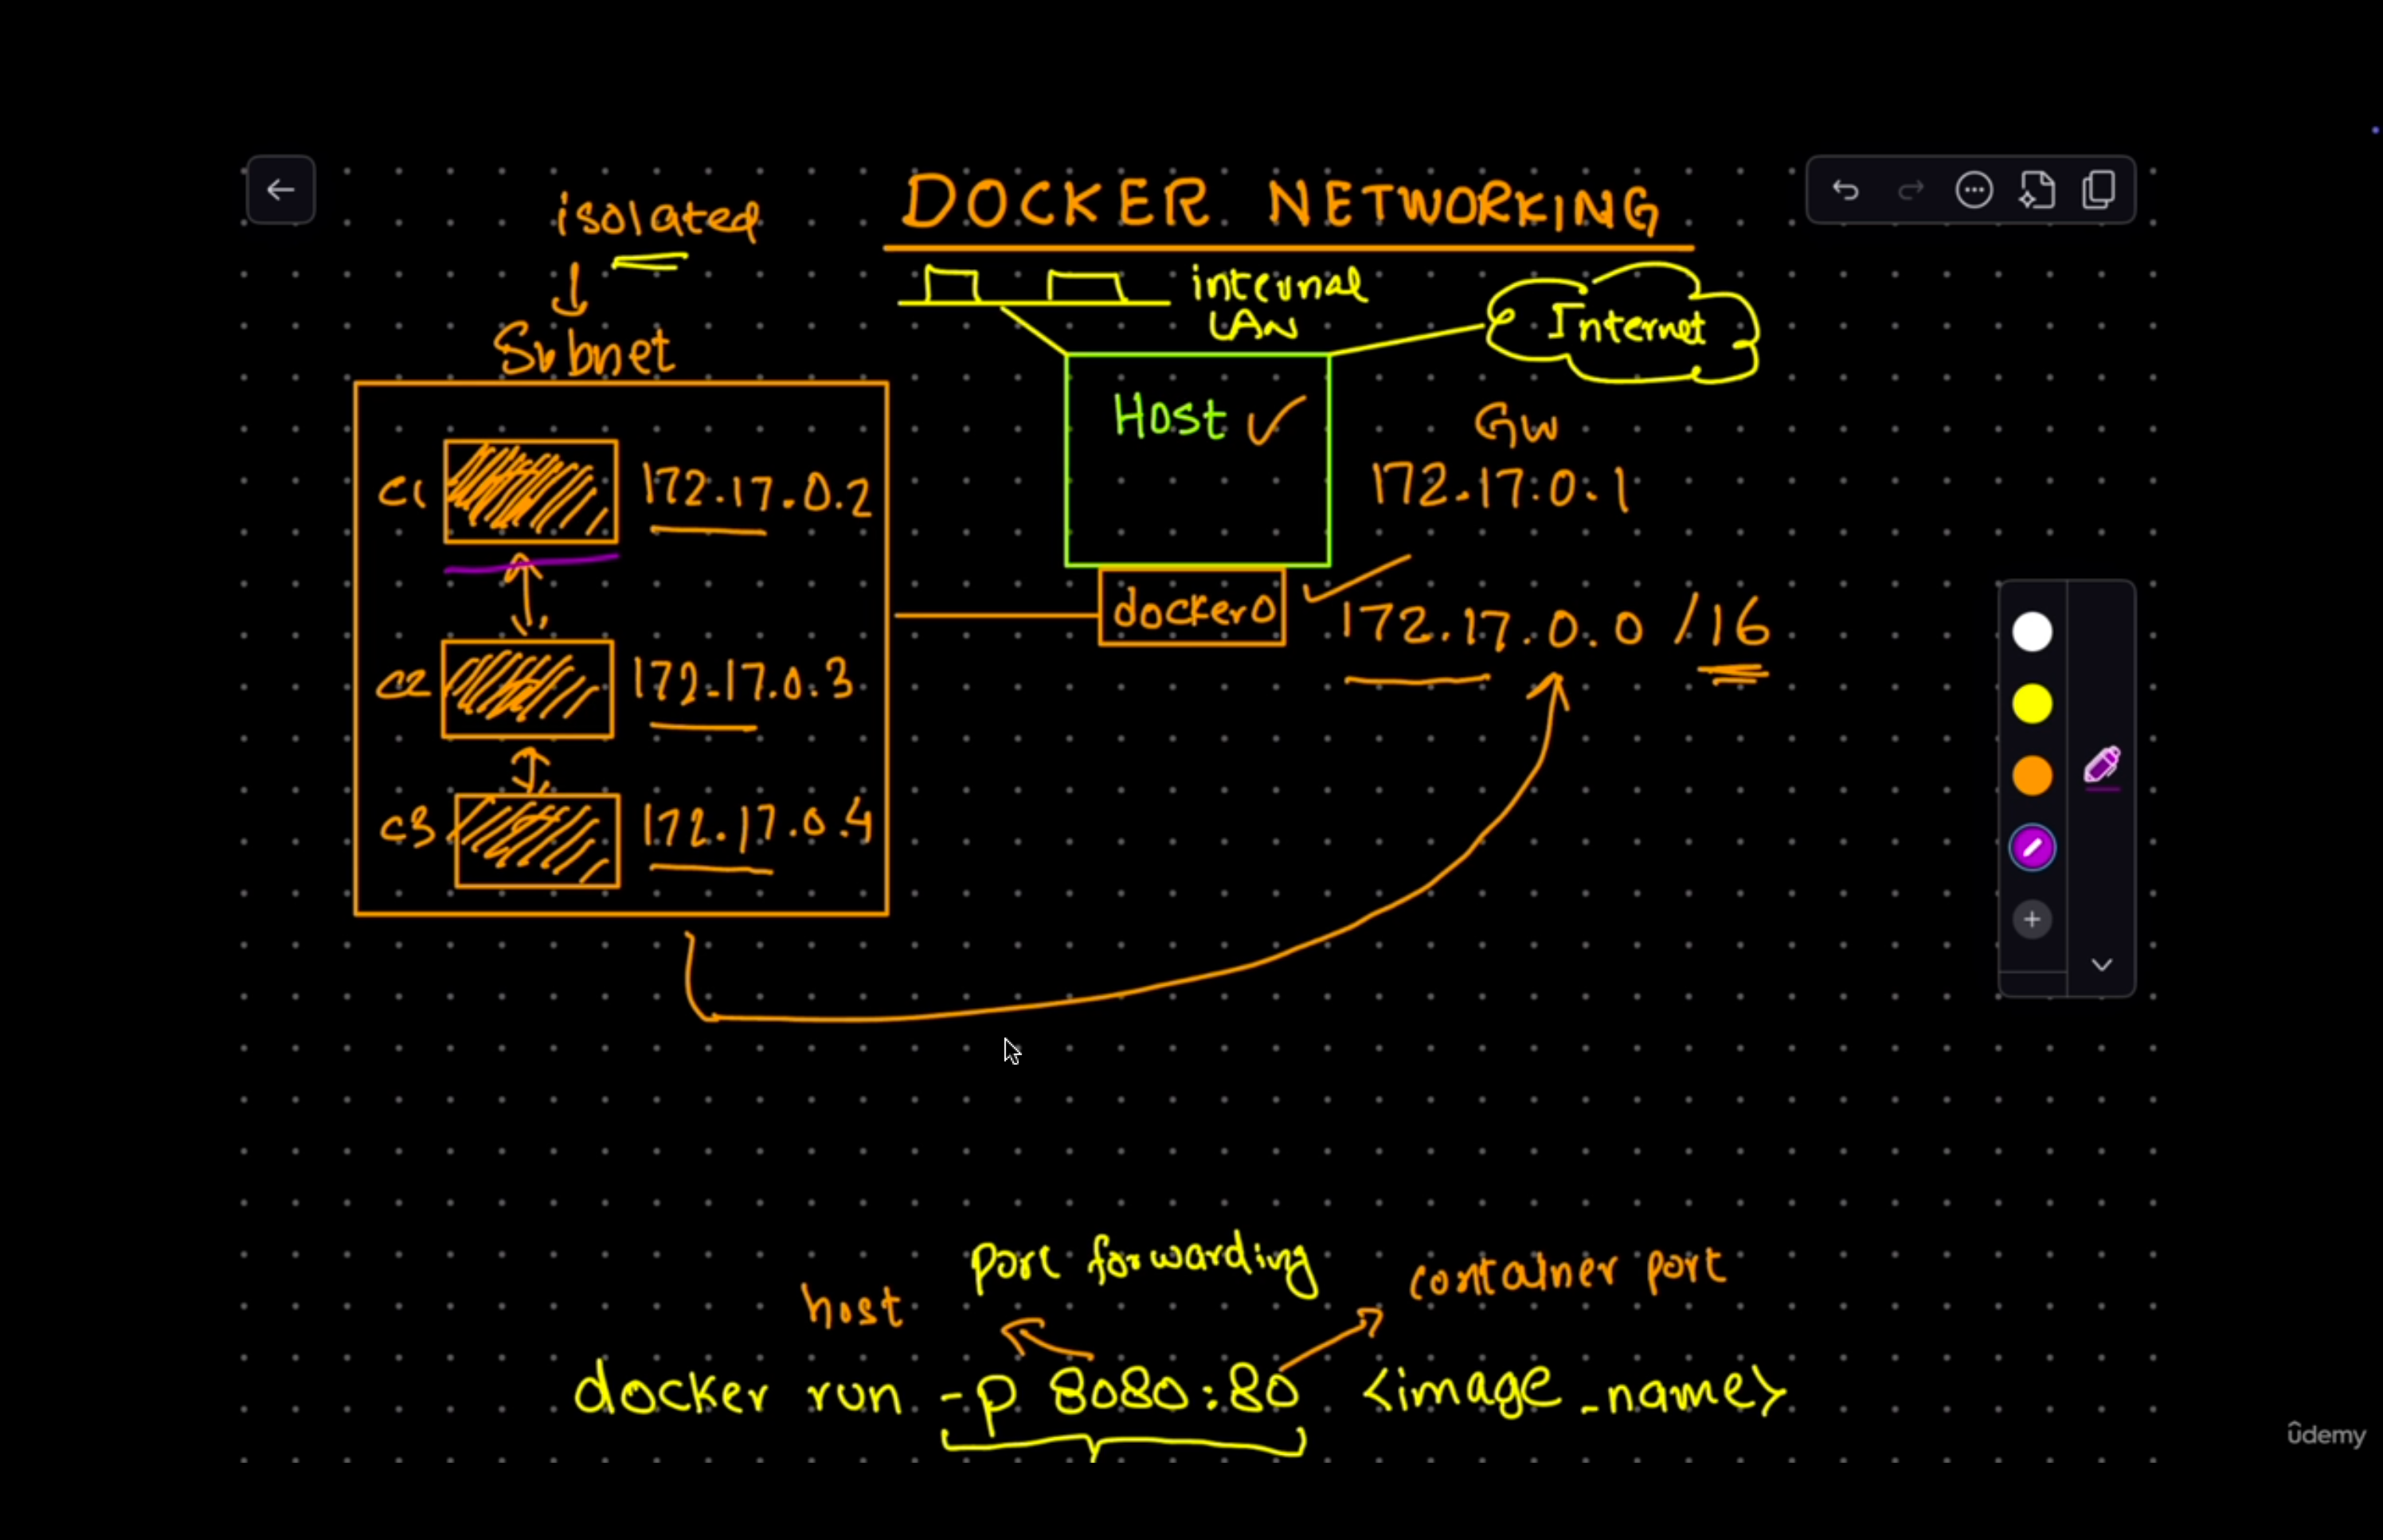 DOCKER NETWORKING
isolated
Subnet
internal
LAN
Internet
Host
GW
172.17.0.1
C1
172.17.0.2
docker0
172.17.0.0 /16
C2
172.17.0.3
C3
172.17.0.4
port forwarding
host
container port
docker run -p 8080:80 <image_name>
udemy